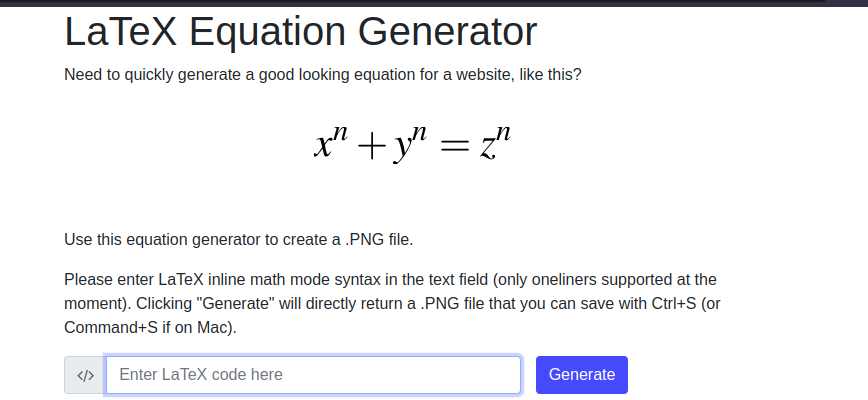 LaTeX Equation Generator
Need to quickly generate a good looking equation for a website, like this?
xⁿ + yⁿ = zⁿ
Use this equation generator to create a .PNG file.
Please enter LaTeX inline math mode syntax in the text field (only oneliners supported at the
moment). Clicking "Generate" will directly return a .PNG file that you can save with Ctrl+S (or
Command+S if on Mac).
</> Enter LaTeX code here Generate